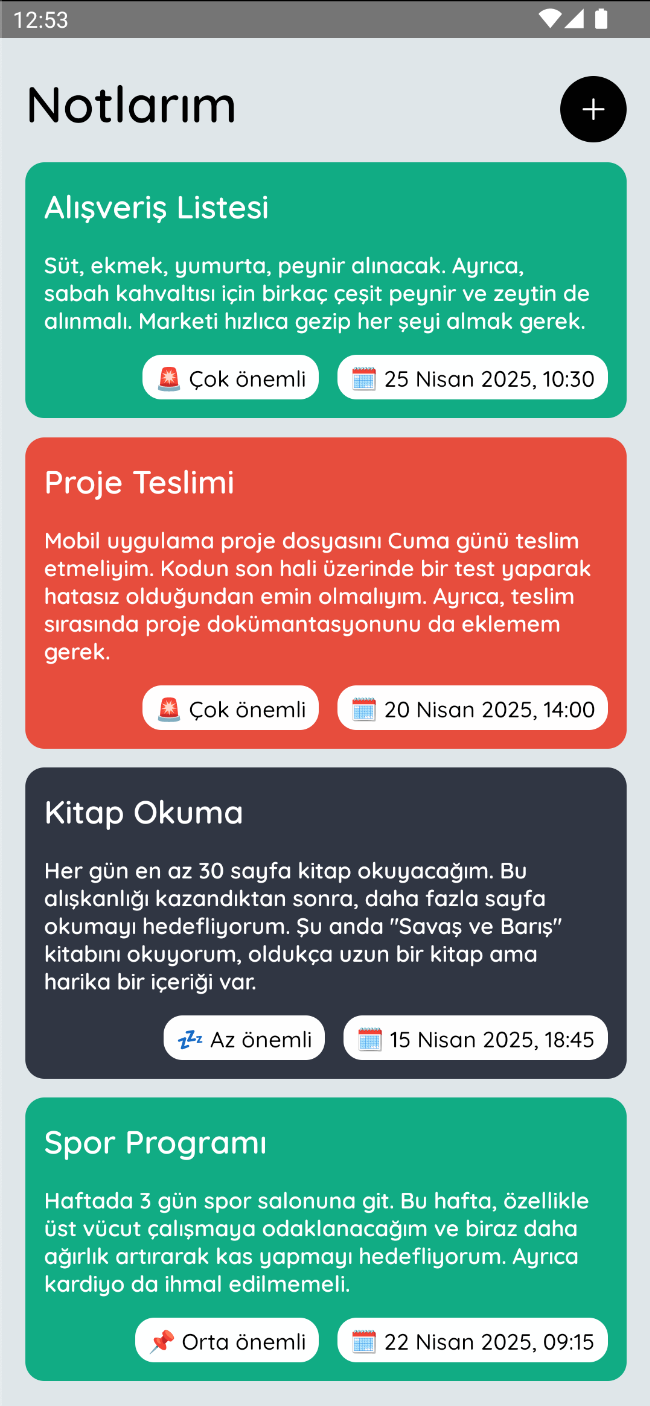 12:53
Notlarım
+
Alışveriş Listesi
Süt, ekmek, yumurta, peynir alınacak. Ayrıca,
sabah kahvaltısı için birkaç çeşit peynir ve zeytin de
alınmalı. Marketi hızlıca gezip her şeyi almak gerek.
🚨 Çok önemli 🗓️ 25 Nisan 2025, 10:30
Proje Teslimi
Mobil uygulama proje dosyasını Cuma günü teslim
etmeliyim. Kodun son hali üzerinde bir test yaparak
hatasız olduğundan emin olmalıyım. Ayrıca, teslim
sırasında proje dokümantasyonunu da eklemem
gerek.
🚨 Çok önemli 🗓️ 20 Nisan 2025, 14:00
Kitap Okuma
Her gün en az 30 sayfa kitap okuyacağım. Bu
alışkanlığı kazandıktan sonra, daha fazla sayfa
okumayı hedefliyorum. Şu anda "Savaş ve Barış"
kitabını okuyorum, oldukça uzun bir kitap ama
harika bir içeriği var.
💤 Az önemli 🗓️ 15 Nisan 2025, 18:45
Spor Programı
Haftada 3 gün spor salonuna git. Bu hafta, özellikle
üst vücut çalışmaya odaklanacağım ve biraz daha
ağırlık artırarak kas yapmayı hedefliyorum. Ayrıca
kardiyo da ihmal edilmemeli.
📌 Orta önemli 🗓️ 22 Nisan 2025, 09:15